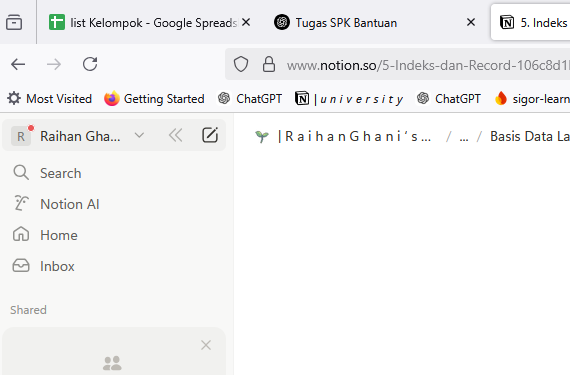 list Kelompok - Google Spreads
Tugas SPK Bantuan
5. Indeks
www.notion.so/5-Indeks-dan-Record-106c8d1
Most Visited
Getting Started
ChatGPT
| u n i v e r s i t y
ChatGPT
sigor-learn
R
Raihan Gha...
| R a i h a n G h a n i ' s ...
/
...
/
Basis Data La
Search
Notion AI
Home
Inbox
Shared